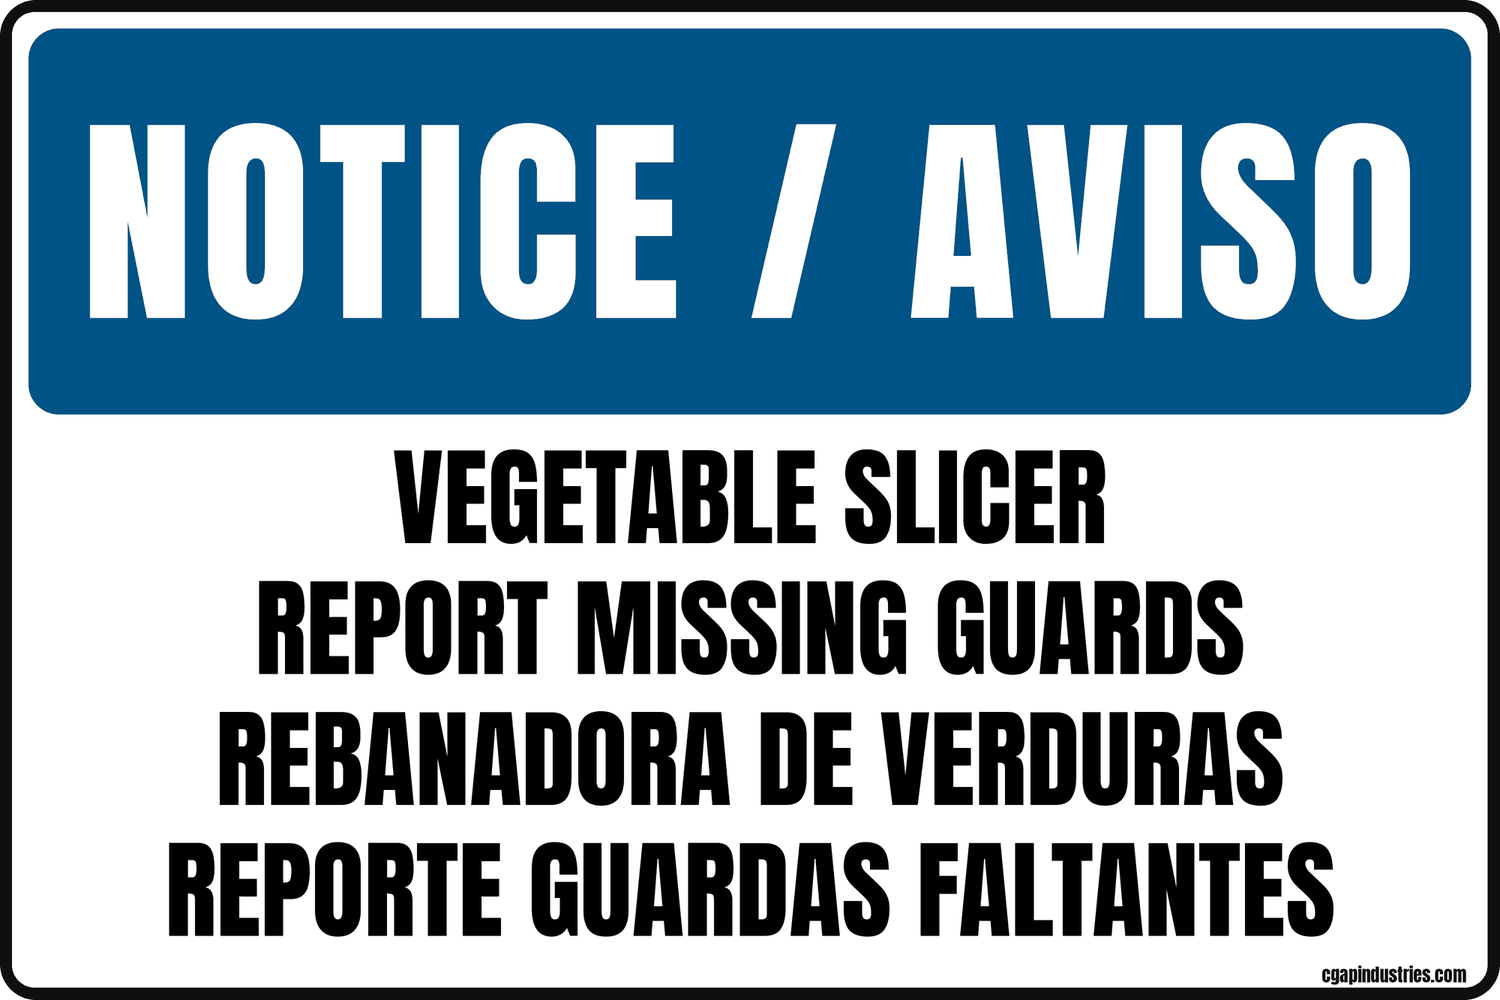 NOTICE / AVISO
VEGETABLE SLICER
REPORT MISSING GUARDS
REBANADORA DE VERDURAS
REPORTE GUARDAS FALTANTES
cgapindustries.com